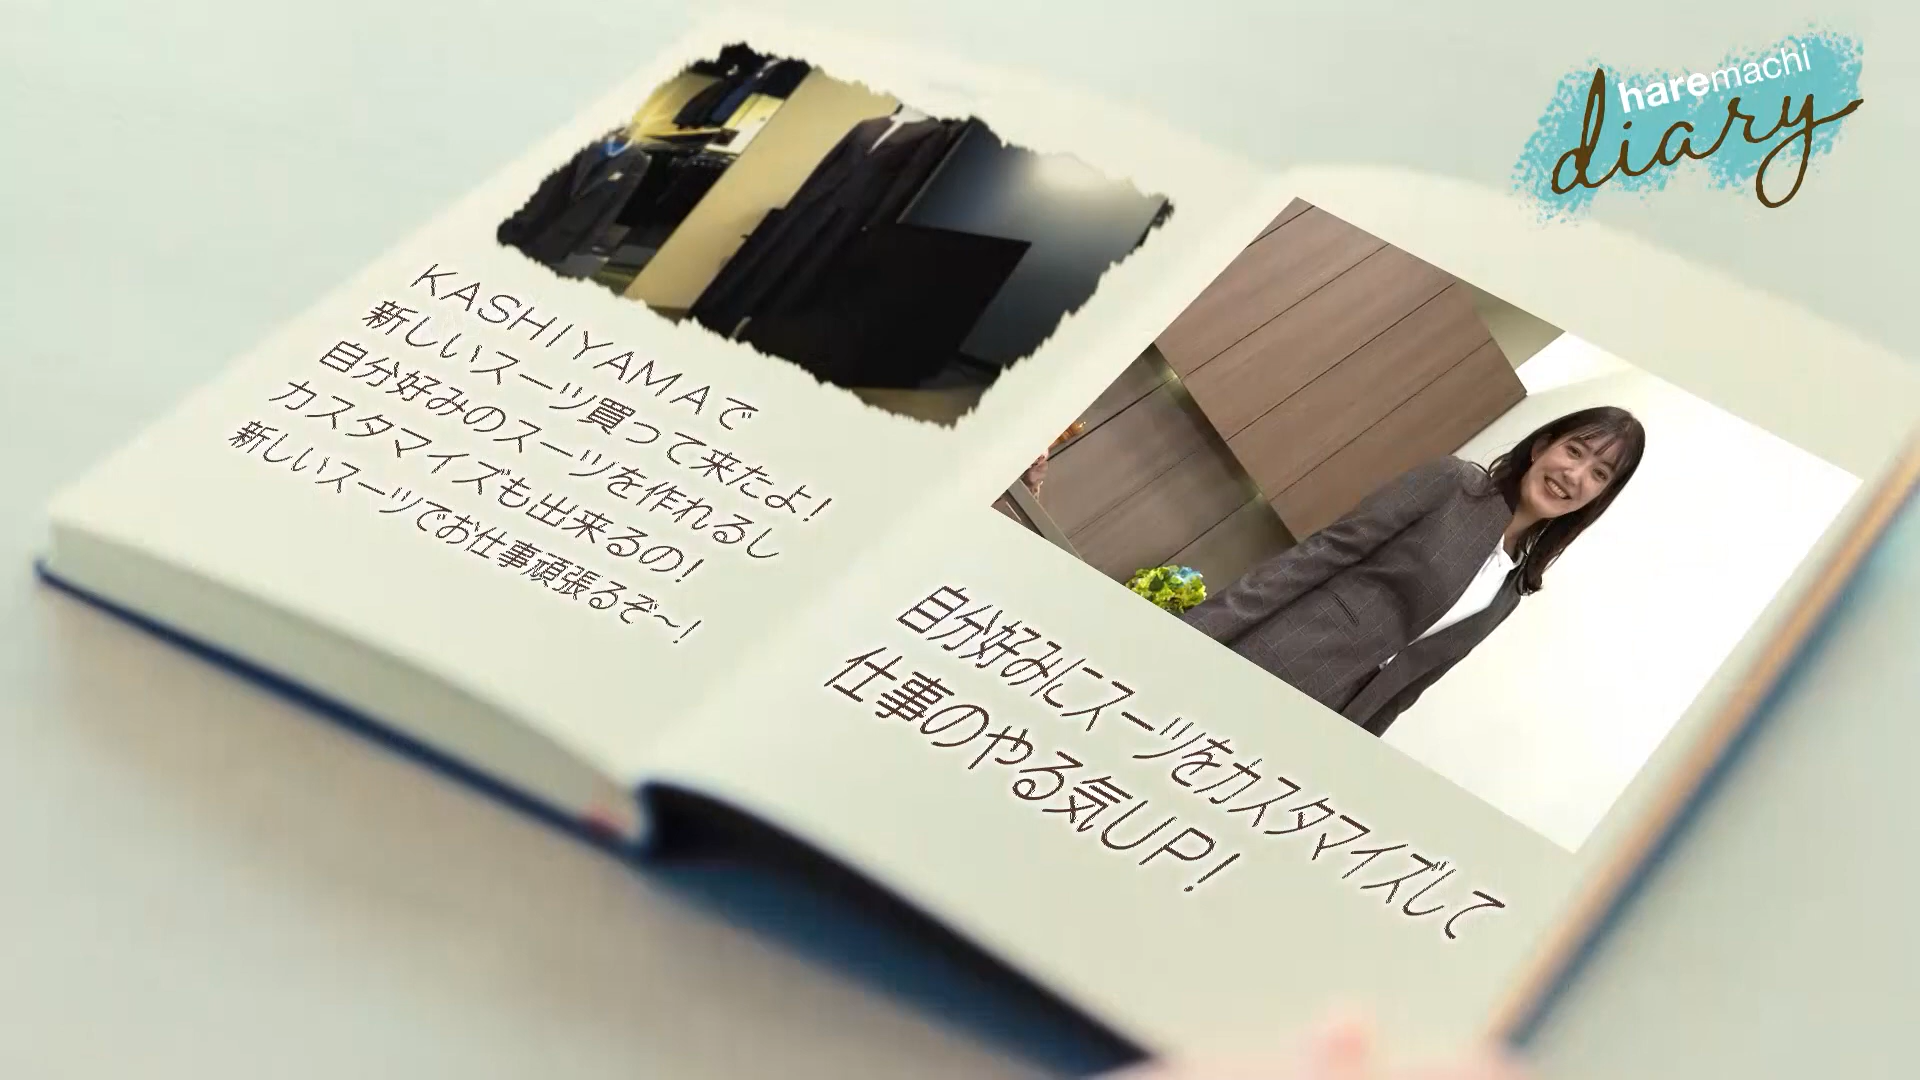 haremachi
diary
KASHIYAMAで
新しいスーツ買って来たよ!
自分好みのスーツを作れるし
カスタマイズも出来るの!
新しいスーツでお仕事頑張るぞ~!
自分好みにスーツをカスタマイズして
仕事のやる気UP!